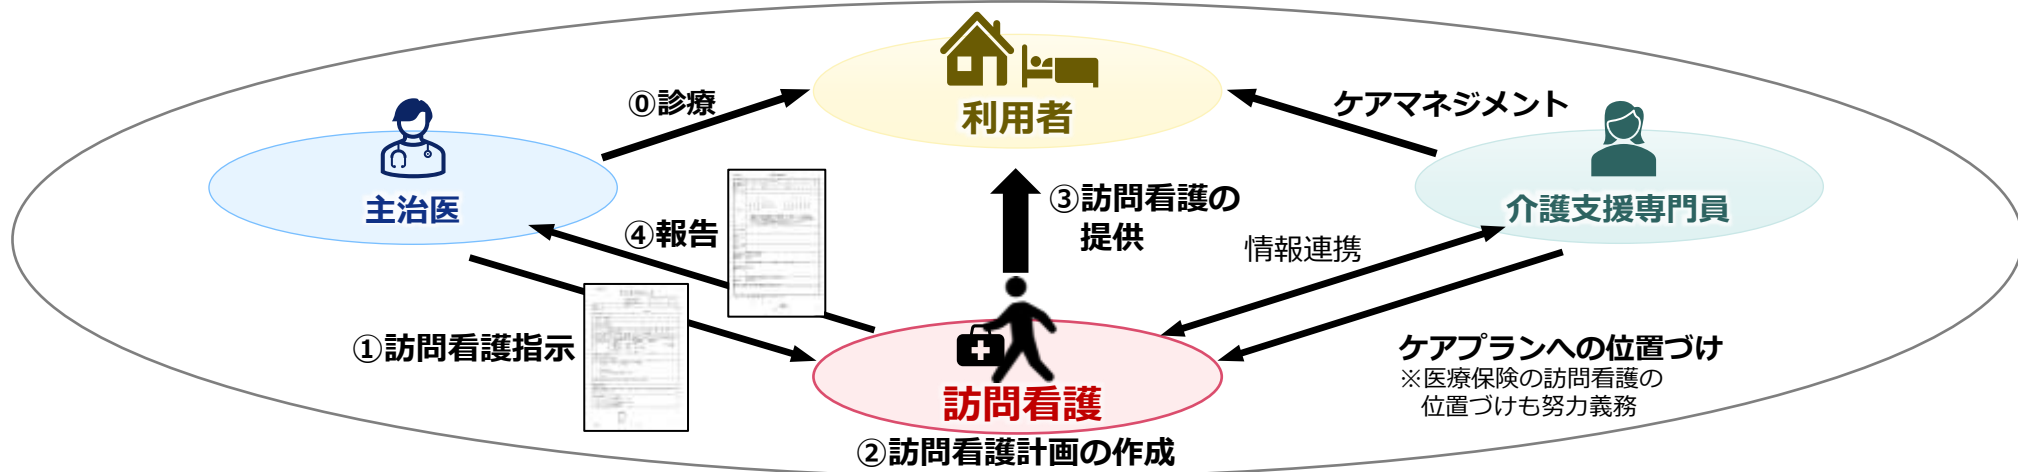 ⓪診療
利用者
ケアマネジメント
主治医
④報告
③訪問看護の
提供
介護支援専門員
情報連携
①訪問看護指示
ケアプランへの位置づけ
※医療保険の訪問看護の
位置づけも努力義務
訪問看護
②訪問看護計画の作成